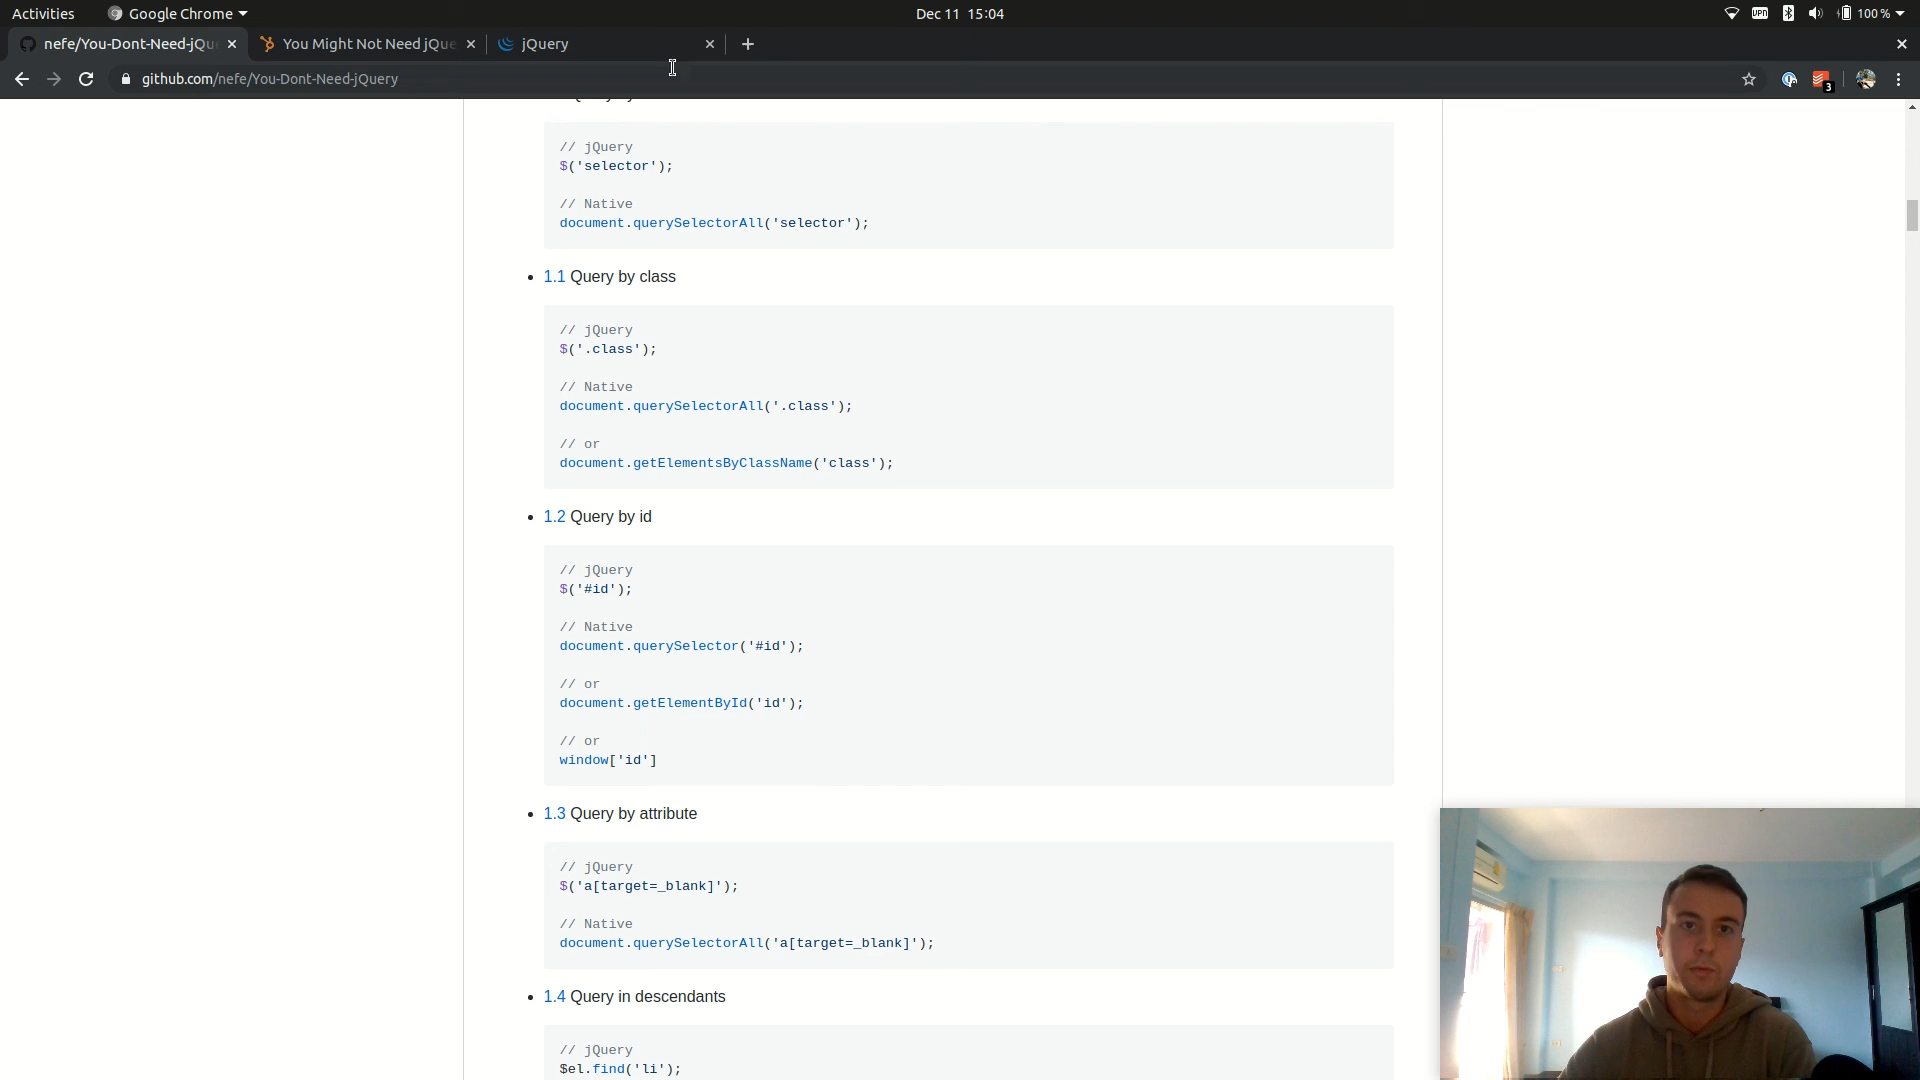 Activities
Google Chrome
Dec 11 15:04
VPN
100 %
nefe/You-Dont-Need-jQu
You Might Not Need jQue
jQuery
github.com/nefe/You-Dont-Need-jQuery
3
// jQuery
$('selector');
// Native
document.querySelectorAll('selector');
1.1 Query by class
// jQuery
$('.class');
// Native
document.querySelectorAll('.class');
// or
document.getElementsByClassName('class');
1.2 Query by id
// jQuery
$('#id');
// Native
document.querySelector('#id');
// or
document.getElementById('id');
// or
window['id']
1.3 Query by attribute
// jQuery
$('a[target=_blank]');
// Native
document.querySelectorAll('a[target=_blank]');
1.4 Query in descendants
// jQuery
$el.find('li');